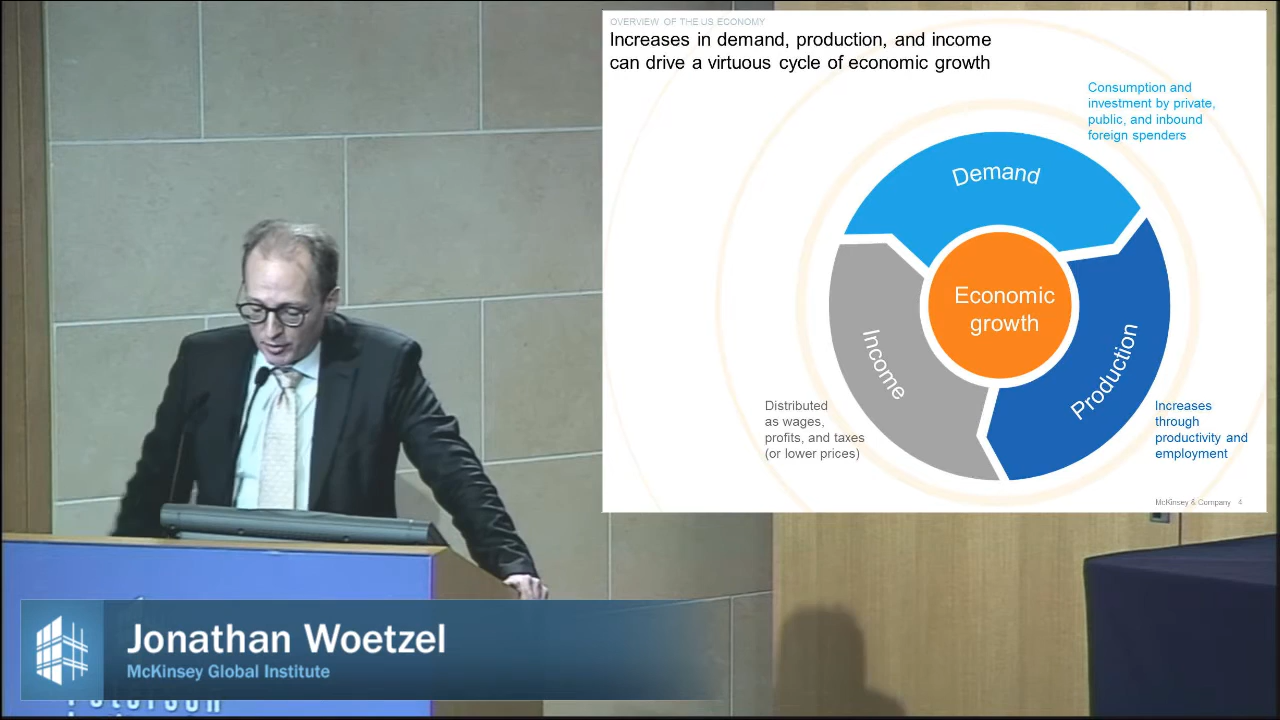 OVERVIEW OF THE US ECONOMY
Increases in demand, production, and income
can drive a virtuous cycle of economic growth
Consumption and
investment by private,
public, and inbound
foreign spenders
Demand
Economic
growth
Income
Production
Distributed
as wages,
profits, and taxes
(or lower prices)
Increases
through
productivity and
employment
McKinsey & Company 4
Jonathan Woetzel
McKinsey Global Institute